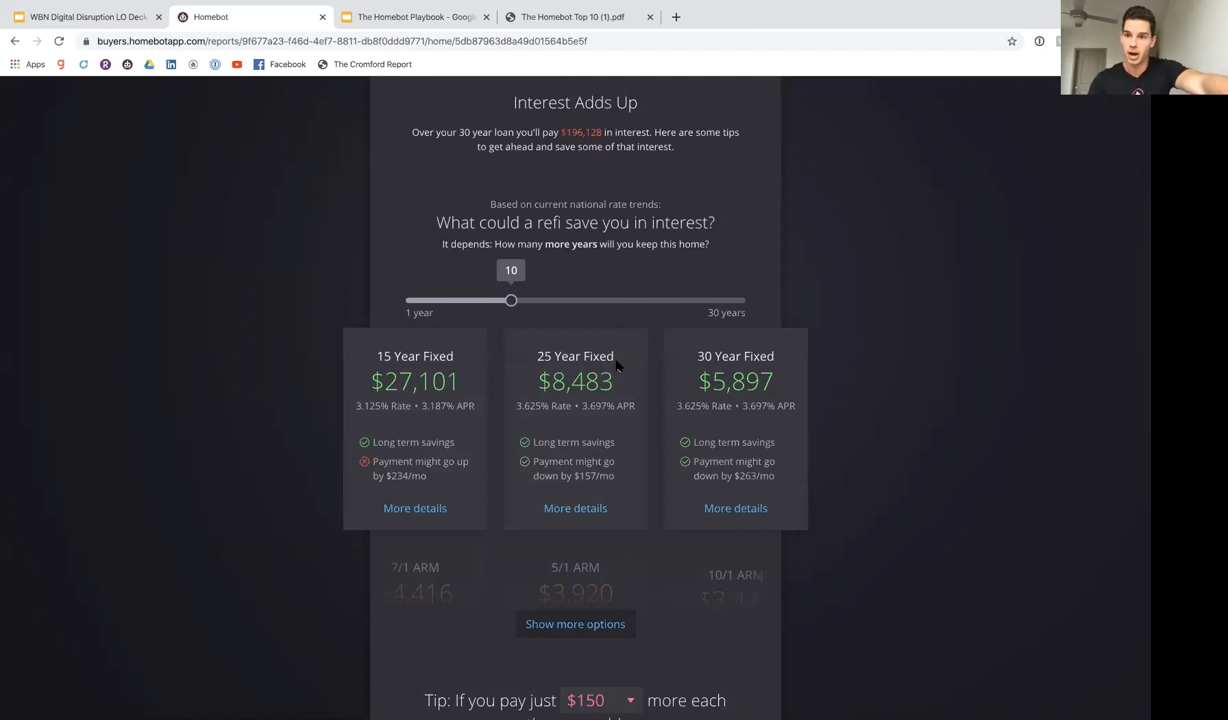 WBN Digital Disruption LO Deck
Homebot
The Homebot Playbook - Google
The Homebot Top 10 (1).pdf
buyers.homebotapp.com/reports/9f677a23-f46d-4ef7-8811-db8f0ddd9771/home/5db87963d8a49d01564b5e5f
Apps
Facebook
The Cromford Report
Interest Adds Up
Over your 30 year loan you'll pay $196,128 in interest. Here are some tips
to get ahead and save some of that interest.
Based on current national rate trends:
What could a refi save you in interest?
It depends: How many more years will you keep this home?
10
1 year
30 years
15 Year Fixed
$27,101
3.125% Rate • 3.187% APR
Long term savings
Payment might go up
by $234/mo
More details
25 Year Fixed
$8,483
3.625% Rate • 3.697% APR
Long term savings
Payment might go
down by $157/mo
More details
30 Year Fixed
$5,897
3.625% Rate • 3.697% APR
Long term savings
Payment might go
down by $263/mo
More details
7/1 ARM
4,416
5/1 ARM
$3,920
10/1 ARM
Show more options
Tip: If you pay just $150 more each